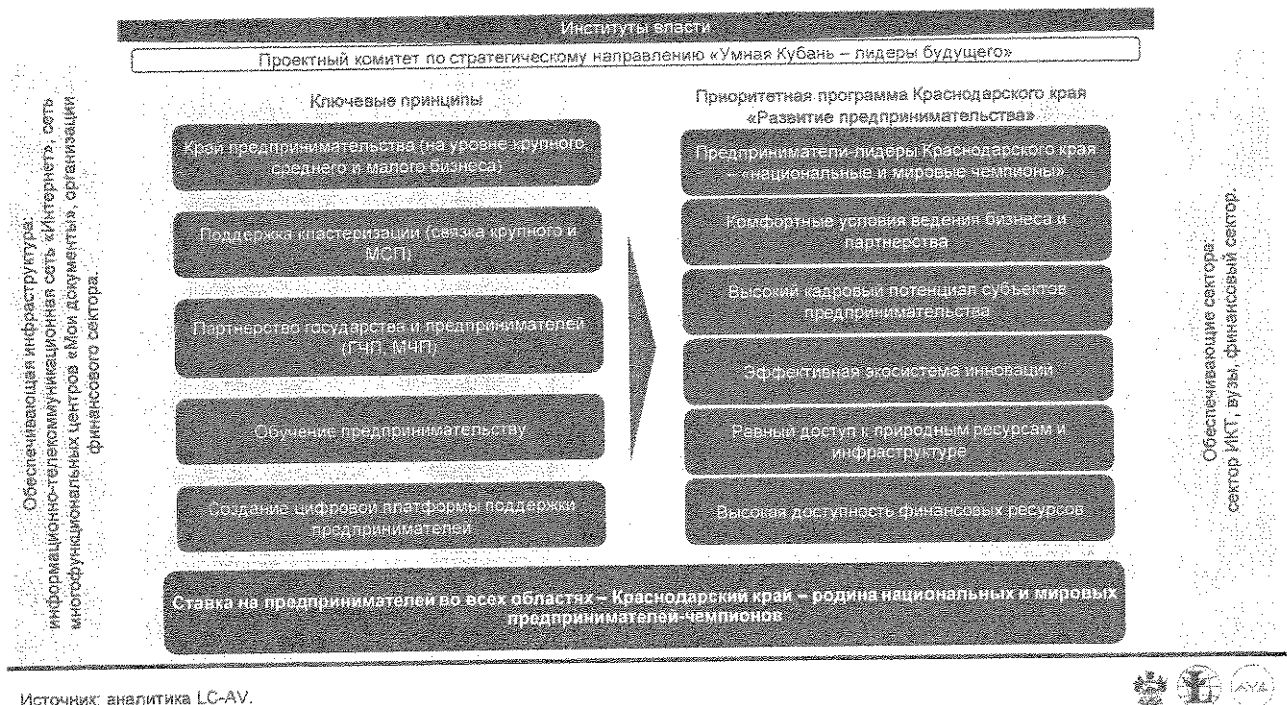 Институты власти
Проектный комитет по стратегическому направлению «Умная Кубань – лидеры будущего»
Обеспечивающая инфраструктура:
информационно-телекоммуникационная сеть «Интернет», сеть
многофункциональных центров «Мои документы», организации
финансового сектора.
Ключевые принципы
Край предпринимательства (на уровне крупного,
среднего и малого бизнеса)
Поддержка кластеризации (связка крупного и
МСП)
Партнерство государства и предпринимателей
(ГЧП, МЧП)
Обучение предпринимательству
Создание цифровой платформы поддержки
предпринимателей
Приоритетная программа Краснодарского края
«Развитие предпринимательства»
Предприниматели-лидеры Краснодарского края
– «национальные и мировые чемпионы»
Комфортные условия ведения бизнеса и
партнерства
Высокий кадровый потенциал субъектов
предпринимательства
Эффективная экосистема инноваций
Равный доступ к природным ресурсам и
инфраструктуре
Высокая доступность финансовых ресурсов
Обеспечивающие сектора:
сектор ИКТ, вузы, финансовый сектор.
Ставка на предпринимателей во всех областях – Краснодарский край – родина национальных и мировых
предпринимателей-чемпионов
Источник: аналитика LC-AV.